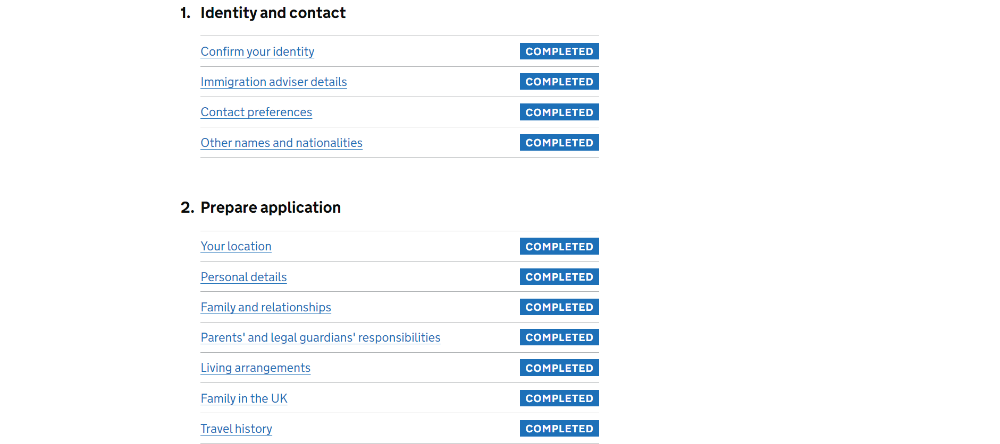 1. Identity and contact
Confirm your identity COMPLETED
Immigration adviser details COMPLETED
Contact preferences COMPLETED
Other names and nationalities COMPLETED
2. Prepare application
Your location COMPLETED
Personal details COMPLETED
Family and relationships COMPLETED
Parents' and legal guardians' responsibilities COMPLETED
Living arrangements COMPLETED
Family in the UK COMPLETED
Travel history COMPLETED